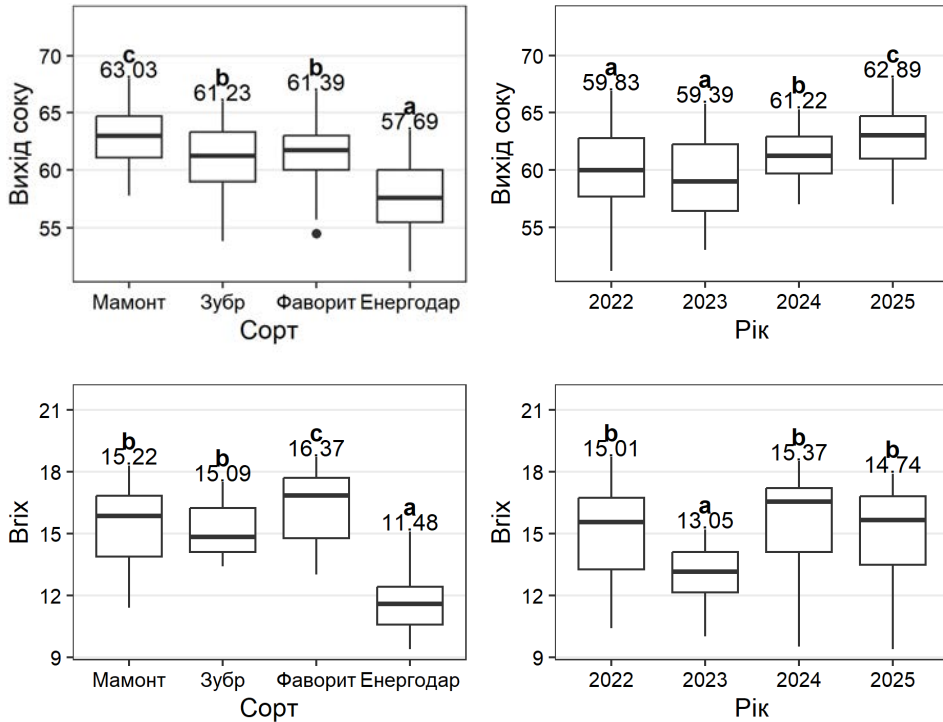 70
65
60
55
Вихід соку
c
63.03
b
61.23
b
61.39
a
57.69
Мамонт Зубр Фаворит Енергодар
Сорт
70
65
60
55
Вихід соку
a
59.83
a
59.39
b
61.22
c
62.89
2022 2023 2024 2025
Рік
21
18
15
12
9
Brix
b
15.22
b
15.09
c
16.37
a
11.48
Мамонт Зубр Фаворит Енергодар
Сорт
21
18
15
12
9
Brix
b
15.01
a
13.05
b
15.37
b
14.74
2022 2023 2024 2025
Рік